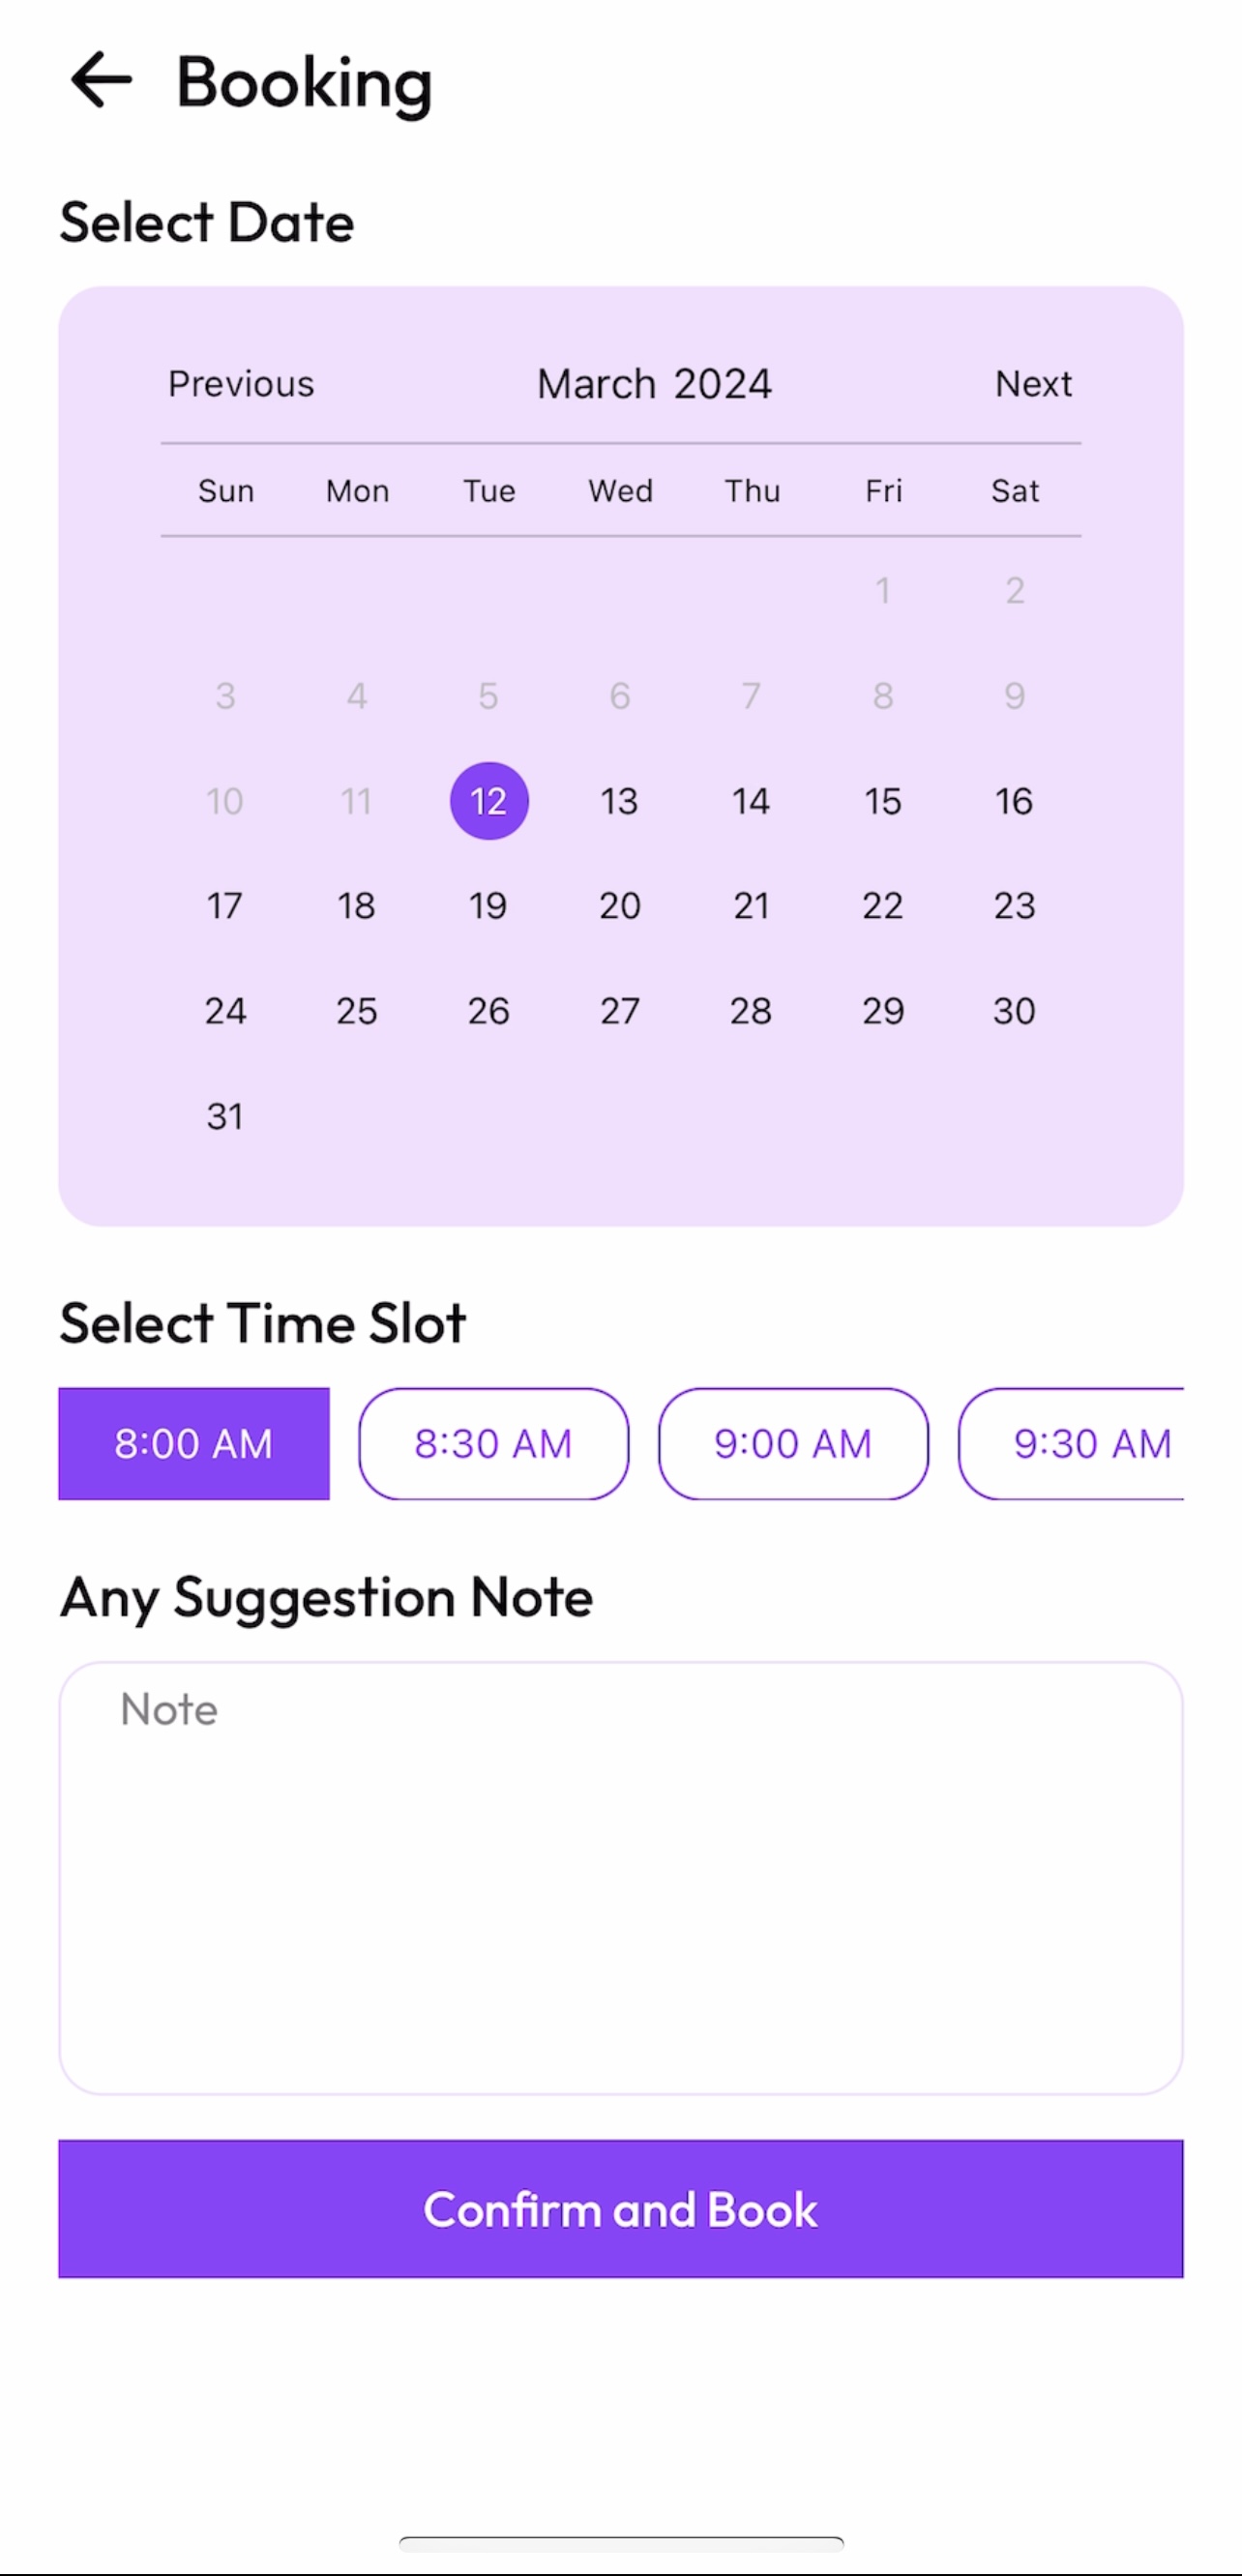 Booking
Select Date
Previous March 2024 Next
Sun Mon Tue Wed Thu Fri Sat
1 2
3 4 5 6 7 8 9
10 11 12 13 14 15 16
17 18 19 20 21 22 23
24 25 26 27 28 29 30
31
Select Time Slot
8:00 AM 8:30 AM 9:00 AM 9:30 AM
Any Suggestion Note
Note
Confirm and Book